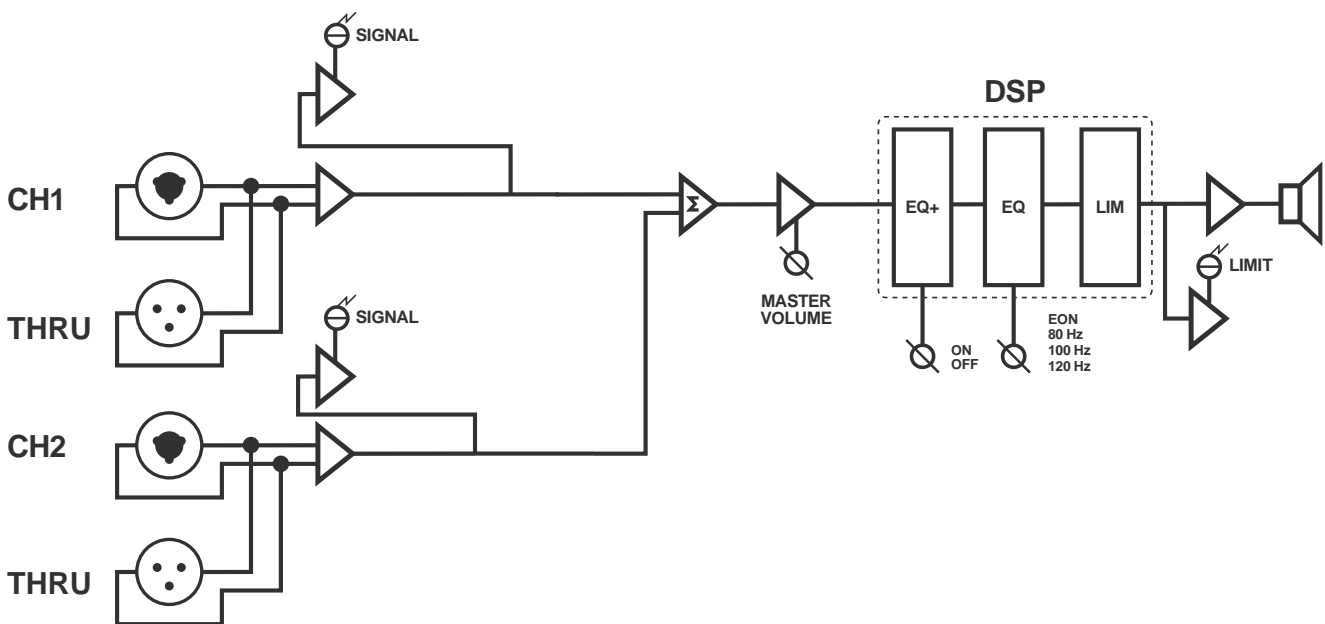 SIGNAL
DSP
CH1
Σ
EQ+
EQ
LIM
LIMIT
THRU
SIGNAL
MASTER
VOLUME
ON
OFF
EON
80 Hz
100 Hz
120 Hz
CH2
THRU